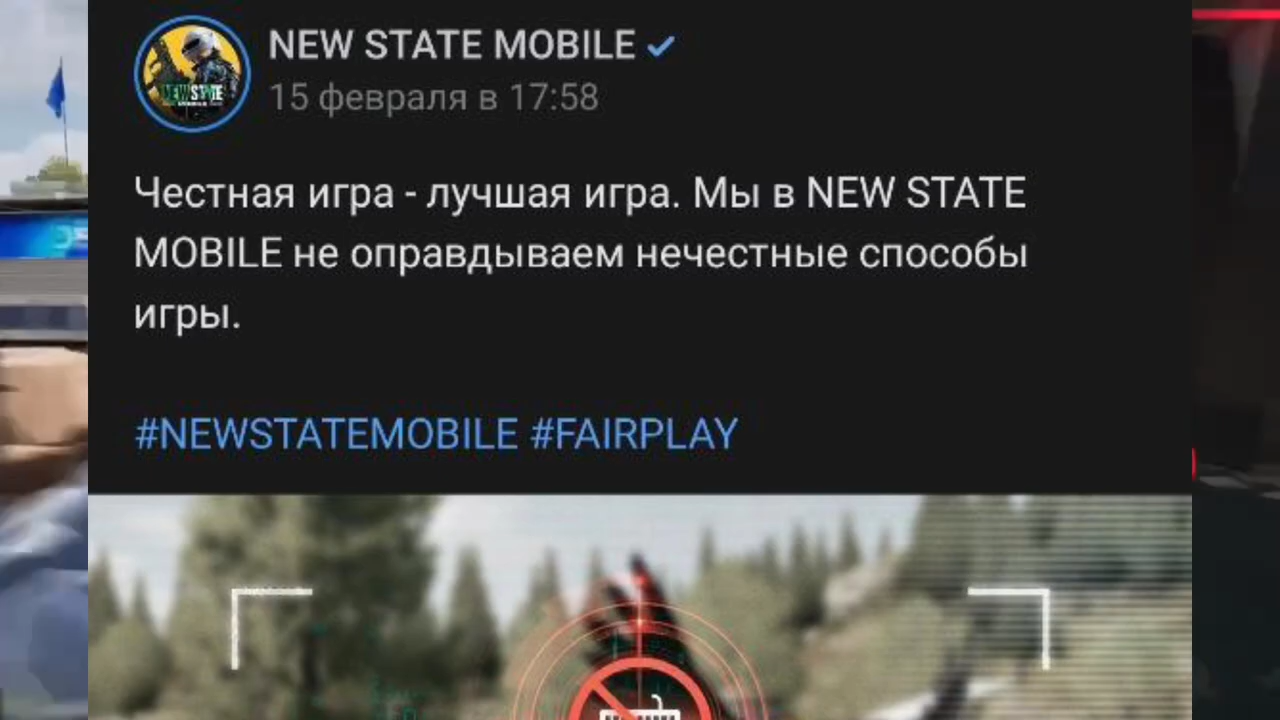 NEW STATE MOBILE
15 февраля в 17:58
Честная игра - лучшая игра. Мы в NEW STATE
MOBILE не оправдываем нечестные способы
игры.
#NEWSTATEMOBILE #FAIRPLAY